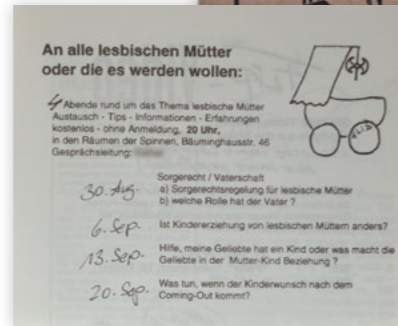 An alle lesbischen Mütter
oder die es werden wollen:
4 Abende rund um das Thema lesbische Mütter
Austausch - Tips - Informationen - Erfahrungen
kostenlos - ohne Anmeldung, 20 Uhr,
in den Räumen der Spinnen, Bäuminghausstr. 46
Gesprächsleitung:
Sorgerecht / Vaterschaft
30. Aug. a) Sorgerechtsregelung für lesbische Mütter
b) welche Rolle hat der Vater ?
6. Sep. Ist Kindererziehung von lesbischen Müttern anders?
13. Sep. Hilfe, meine Geliebte hat ein Kind oder was macht die
Geliebte in der Mutter-Kind Beziehung ?
20. Sep. Was tun, wenn der Kinderwunsch nach dem
Coming-Out kommt?